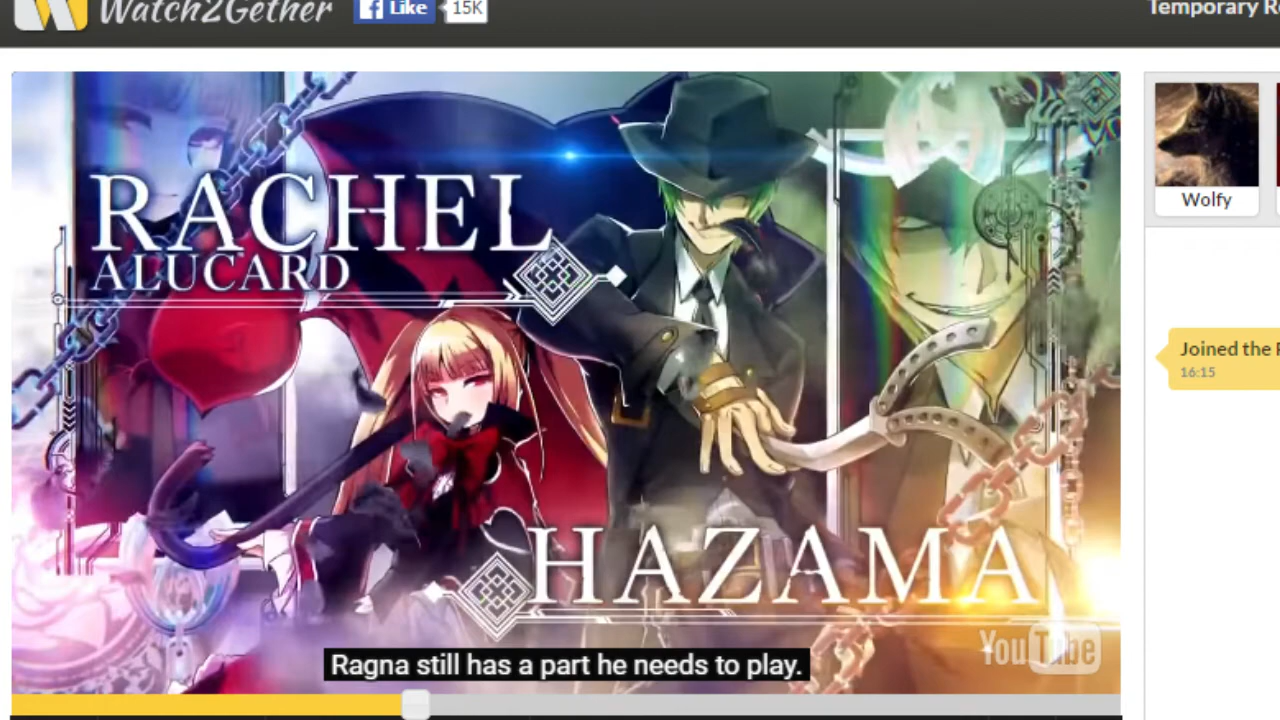 Watch2Gether
Like
15K
Temporary R
RACHEL
ALUCARD
Wolfy
Joined the
16:15
HAZAMA
YouTube
Ragna still has a part he needs to play.